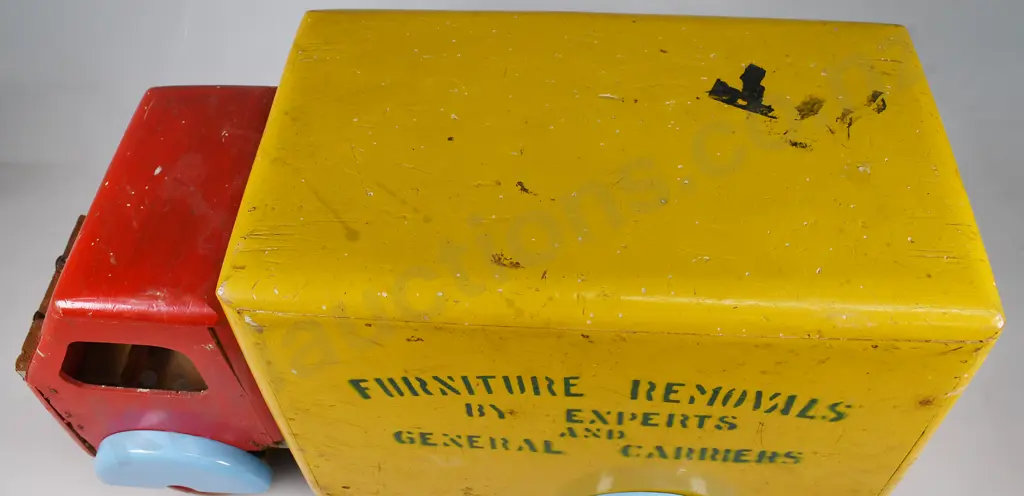 FURNITURE REMOVALS
BY EXPERTS
AND
GENERAL CARRIERS